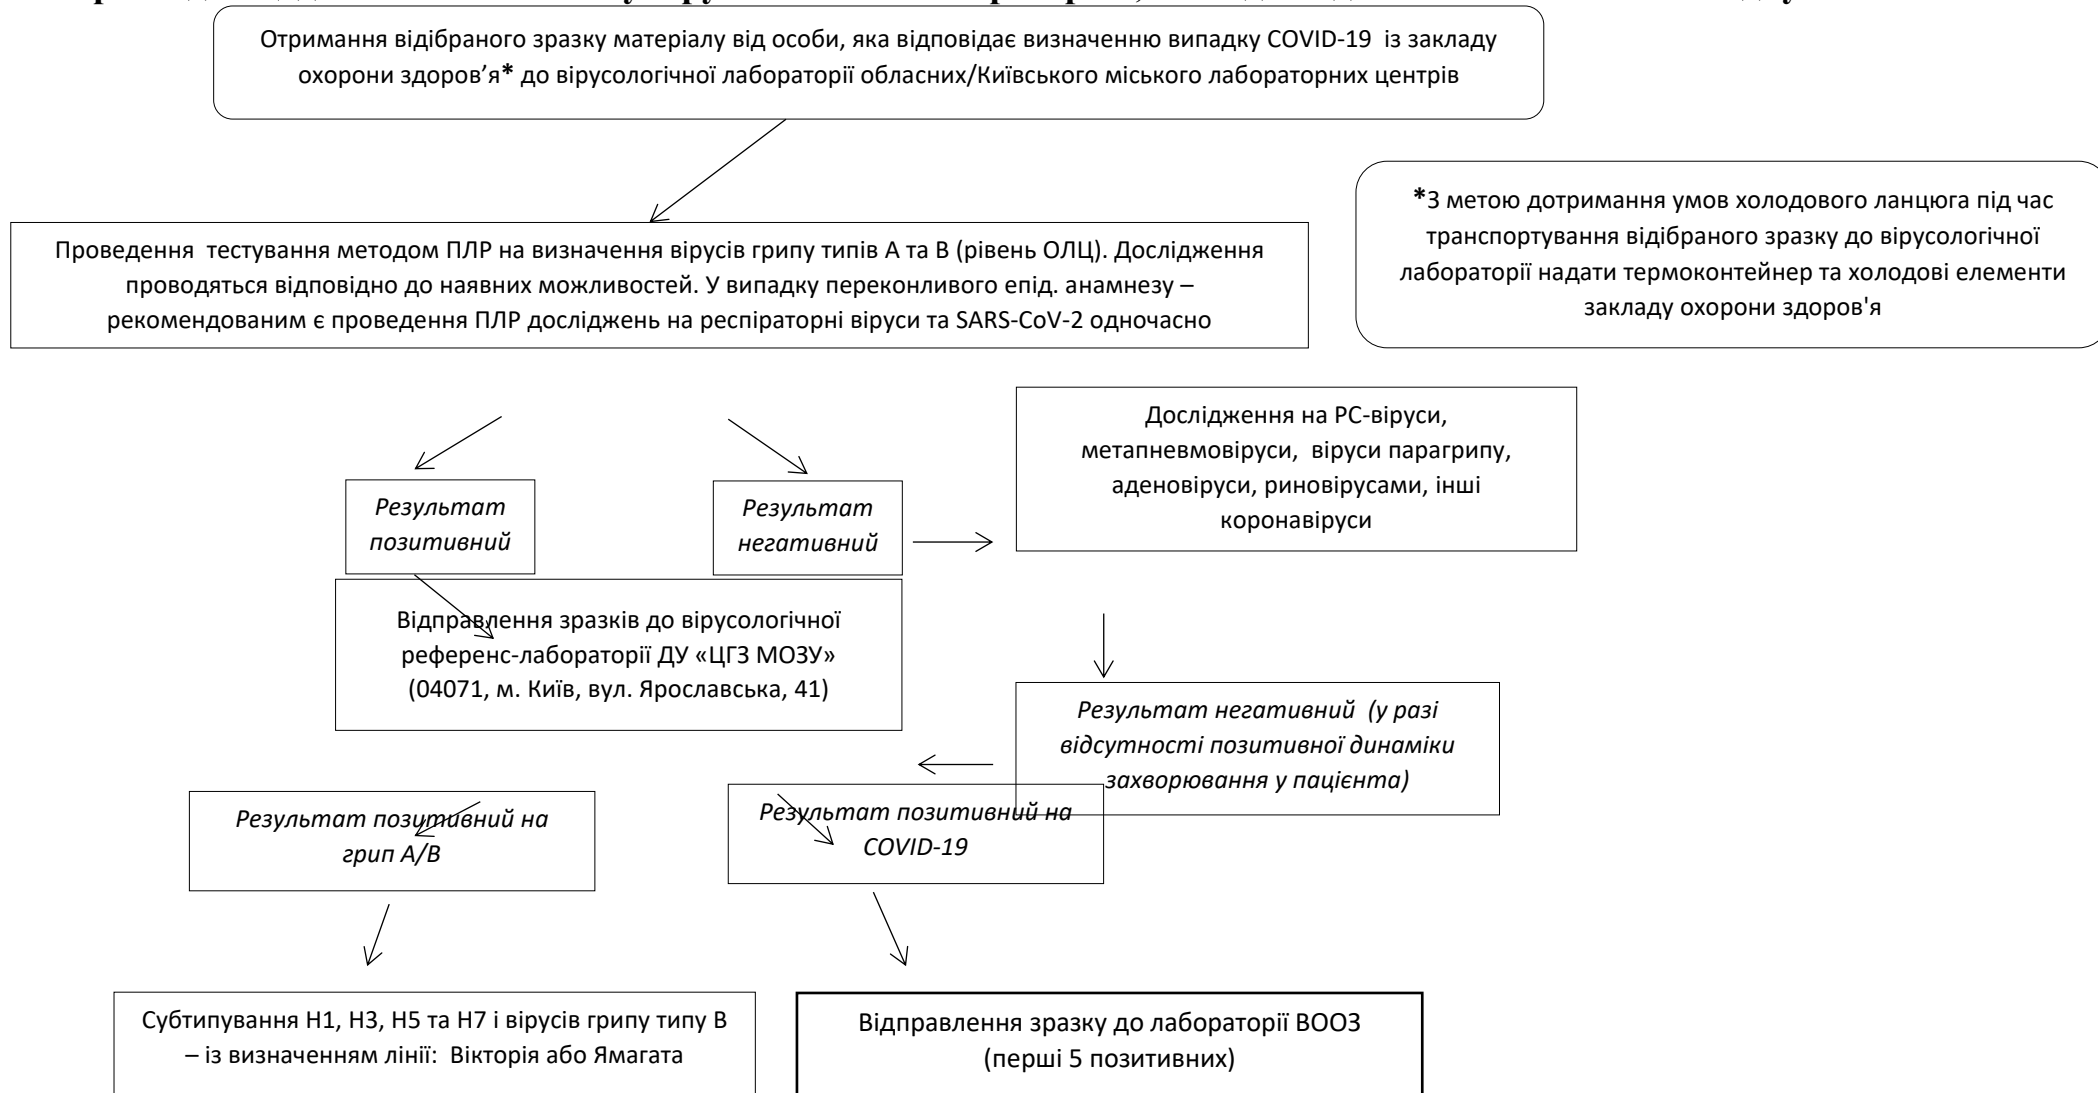 Отримання відібраного зразку матеріалу від особи, яка відповідає визначенню випадку COVID-19 із закладу
охорони здоров’я* до вірусологічної лабораторії обласних/Київського міського лабораторних центрів
*З метою дотримання умов холодового ланцюга під час
транспортування відібраного зразку до вірусологічної
лабораторії надати термоконтейнер та холодові елементи
закладу охорони здоров'я
Проведення тестування методом ПЛР на визначення вірусів грипу типів А та В (рівень ОЛЦ). Дослідження
проводяться відповідно до наявних можливостей. У випадку переконливого епід. анамнезу –
рекомендованим є проведення ПЛР досліджень на респіраторні віруси та SARS-CoV-2 одночасно
Дослідження на РС-віруси,
метапневмовіруси, віруси парагрипу,
аденовіруси, риновірусами, інші
коронавіруси
Результат
позитивний
Результат
негативний
Відправлення зразків до вірусологічної
референс-лабораторії ДУ «ЦГЗ МОЗУ»
(04071, м. Київ, вул. Ярославська, 41)
Результат негативний (у разі
відсутності позитивної динаміки
захворювання у пацієнта)
Результат позитивний на
грип А/В
Результат позитивний на
COVID-19
Субтипування H1, H3, H5 та H7 і вірусів грипу типу В
– із визначенням лінії: Вікторія або Ямагата
Відправлення зразку до лабораторії ВООЗ
(перші 5 позитивних)